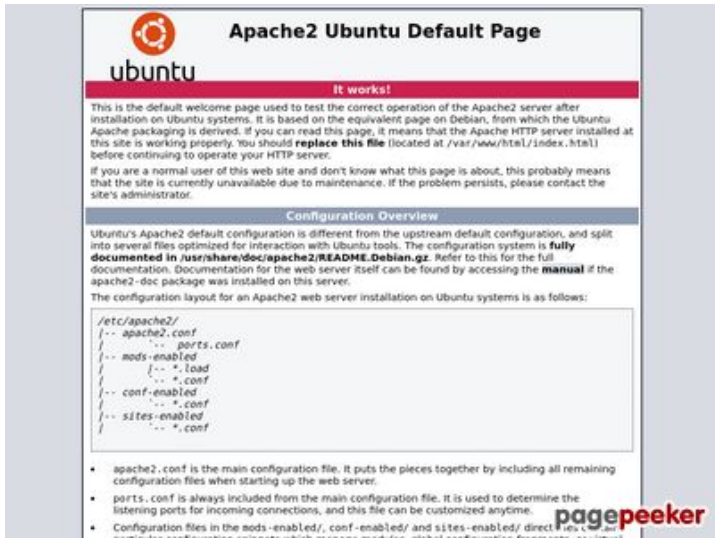 Apache2 Ubuntu Default Page
ubuntu
It works!
This is the default welcome page used to test the correct operation of the Apache2 server after
installation on Ubuntu systems. It is based on the equivalent page on Debian, from which the Ubuntu
Apache packaging is derived. If you can read this page, it means that the Apache HTTP server installed at
this site is working properly. You should replace this file (located at /var/www/html/index.html)
before continuing to operate your HTTP server.
If you are a normal user of this web site and don't know what this page is about, this probably means
that the site is currently unavailable due to maintenance. If the problem persists, please contact the
site's administrator.
Configuration Overview
Ubuntu's Apache2 default configuration is different from the upstream default configuration, and split
into several files optimized for interaction with Ubuntu tools. The configuration system is fully
documented in /usr/share/doc/apache2/README.Debian.gz. Refer to this for the full
documentation. Documentation for the web server itself can be found by accessing the manual if the
apache2-doc package was installed on this server.
The configuration layout for an Apache2 web server installation on Ubuntu systems is as follows:
/etc/apache2/
|-- apache2.conf
|       `--  ports.conf
|-- mods-enabled
|       |-- *.load
|       `-- *.conf
|-- conf-enabled
|       `-- *.conf
|-- sites-enabled
|       `-- *.conf
• apache2.conf is the main configuration file. It puts the pieces together by including all remaining
configuration files when starting up the web server.
• ports.conf is always included from the main configuration file. It is used to determine the
listening ports for incoming connections, and this file can be customized anytime.
• Configuration files in the mods-enabled/, conf-enabled/ and sites-enabled/
pagepeeker